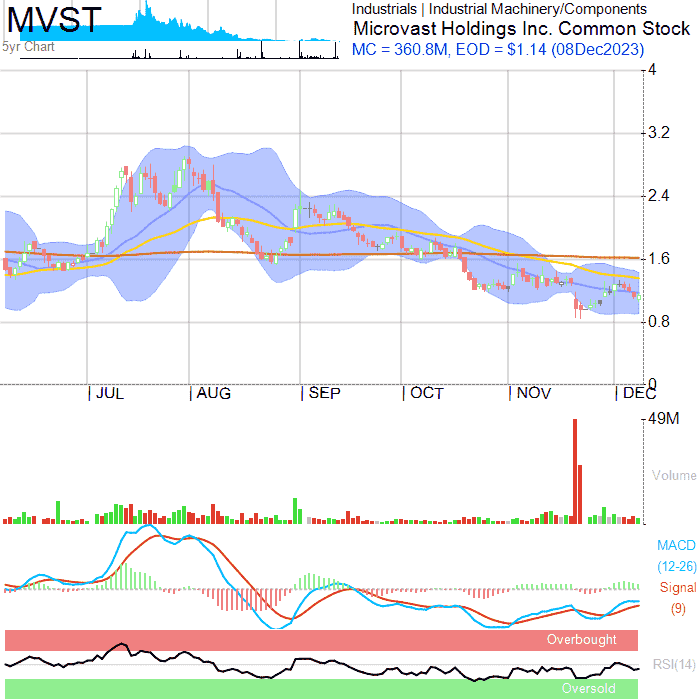 MVST
5yr Chart
Industrials | Industrial Machinery/Components
Microvast Holdings Inc. Common Stock
MC = 360.8M, EOD = $1.14 (08Dec2023)
4
3.2
2.4
1.6
0.8
0
JUL AUG SEP OCT NOV DEC
49M
Volume
MACD
(12-26)
Signal
(9)
Overbought
RSI(14)
Oversold